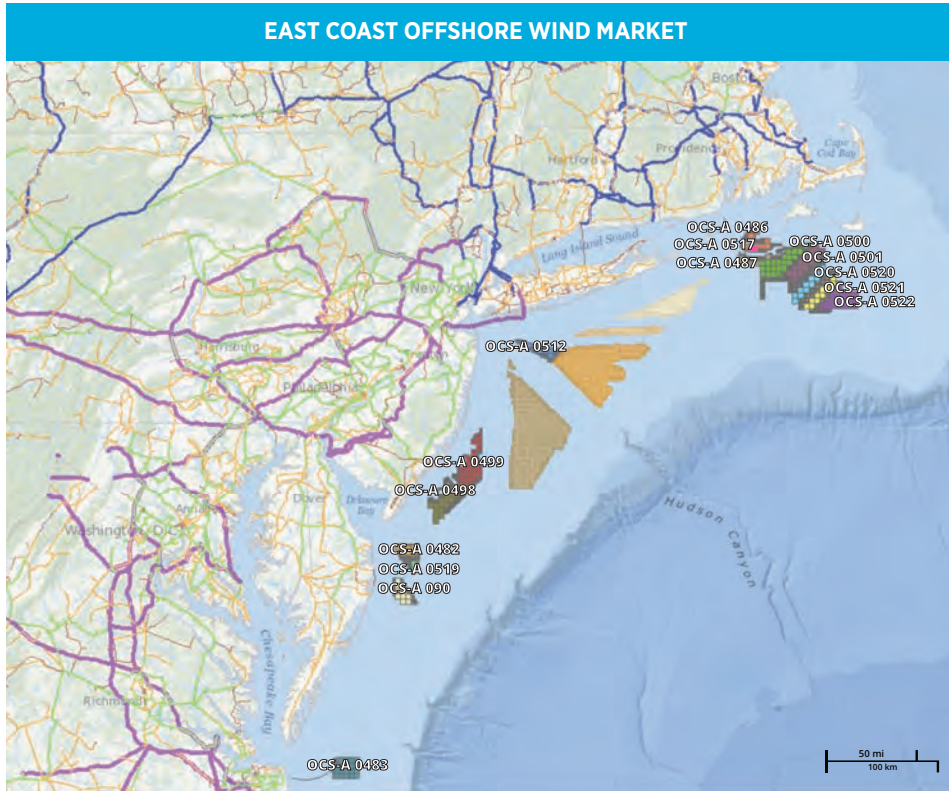 EAST COAST OFFSHORE WIND MARKET
Boston
Cape
Cod Bay
Hartford
Providence
OCS-A 0486
OCS-A 0517
OCS-A 0487
OCS-A 0500
OCS-A 0501
OCS-A 0520
OCS-A 0521
OCS-A 0522
Long Island Sound
New York
OCS-A 0512
Harrisburg
Trenton
Philadelphia
OCS-A 0499
OCS-A 0498
Dover
Delaware
Bay
Annapolis
Washington D.C.
Hudson Canyon
OCS-A 0482
OCS-A 0519
OCS-A 090
Chesapeake Bay
Richmond
OCS-A 0483
50 mi
100 km